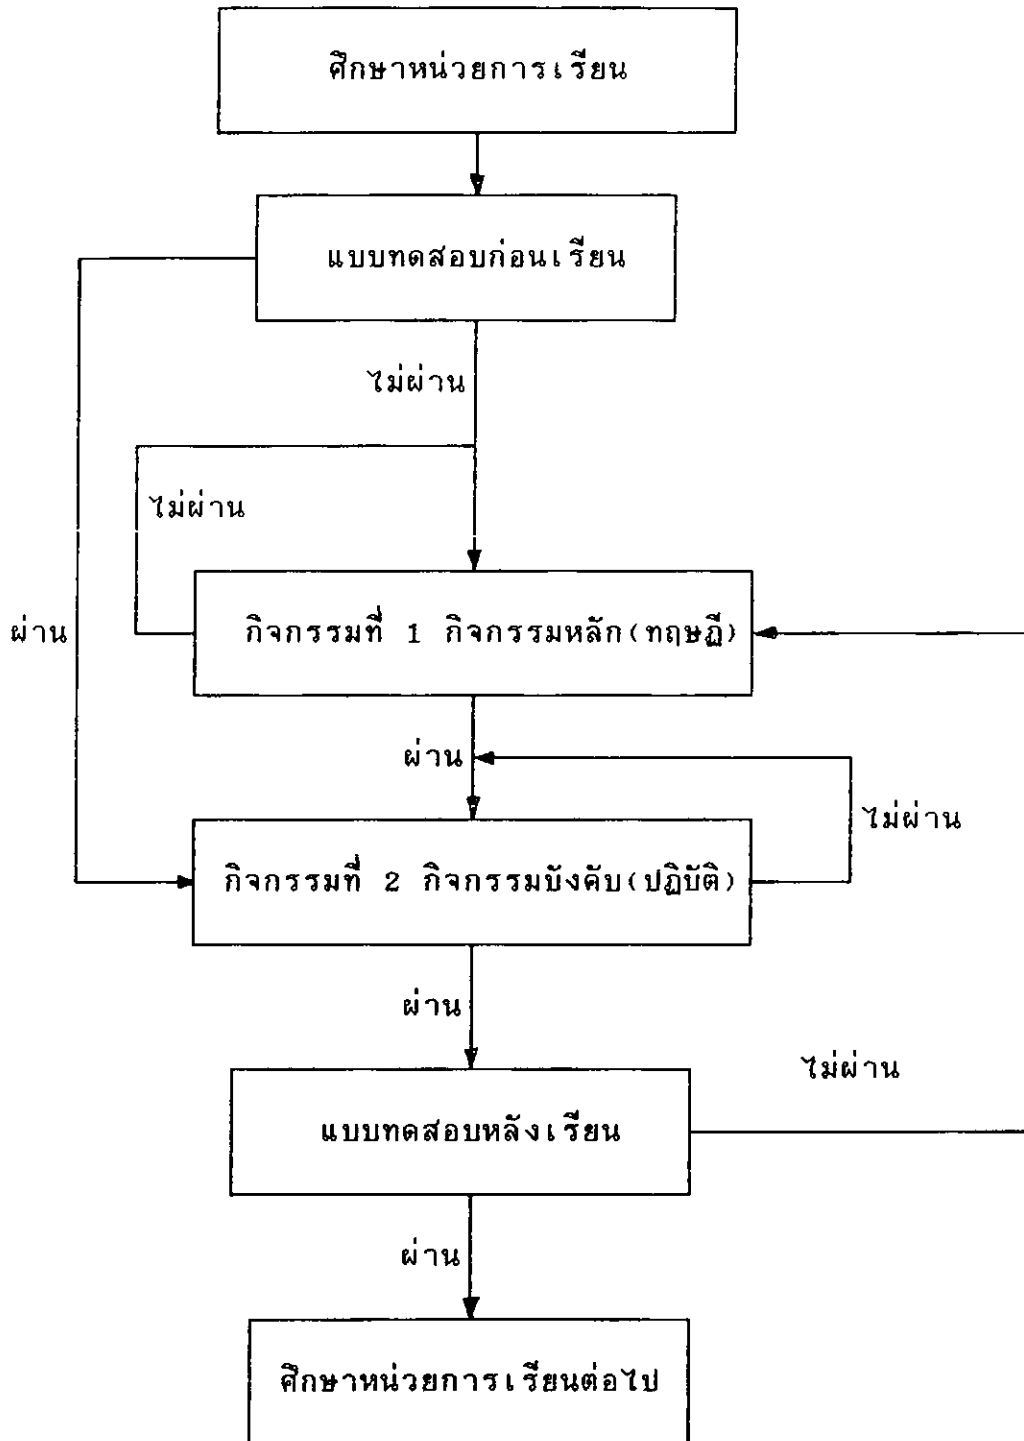 ศึกษาหน่วยการเรียน
แบบทดสอบก่อนเรียน
ไม่ผ่าน
ไม่ผ่าน
ผ่าน
กิจกรรมที่ 1 กิจกรรมหลัก(ทฤษฎี)
ผ่าน
ไม่ผ่าน
กิจกรรมที่ 2 กิจกรรมบังคับ(ปฏิบัติ)
ผ่าน
ไม่ผ่าน
แบบทดสอบหลังเรียน
ผ่าน
ศึกษาหน่วยการเรียนต่อไป